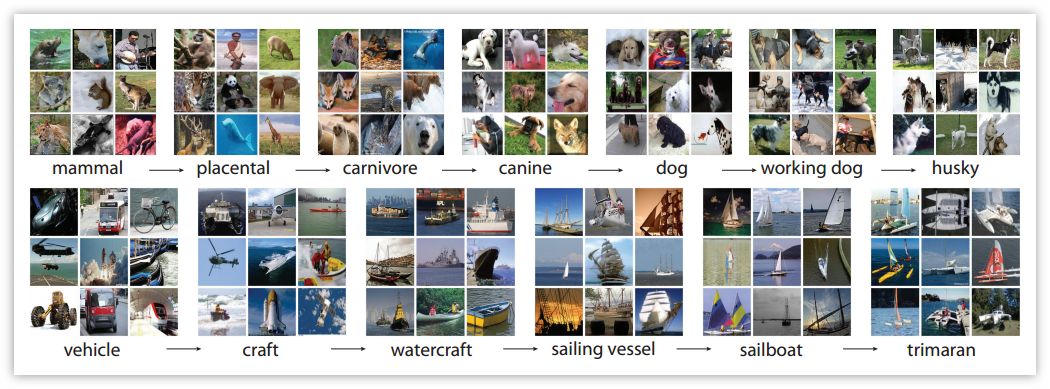 mammal → placental → carnivore → canine → dog → working dog → husky
vehicle → craft → watercraft → sailing vessel → sailboat → trimaran